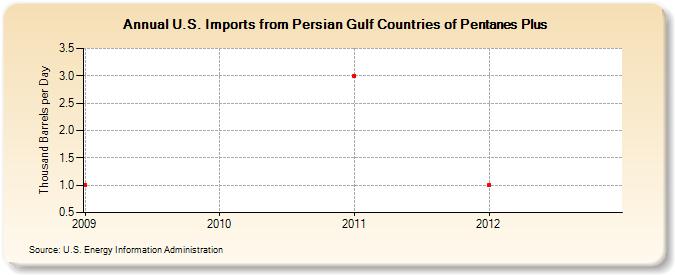 Annual U.S. Imports from Persian Gulf Countries of Pentanes Plus
Thousand Barrels per Day
3.5
3.0
2.5
2.0
1.5
1.0
0.5
2009 2010 2011 2012
Source: U.S. Energy Information Administration